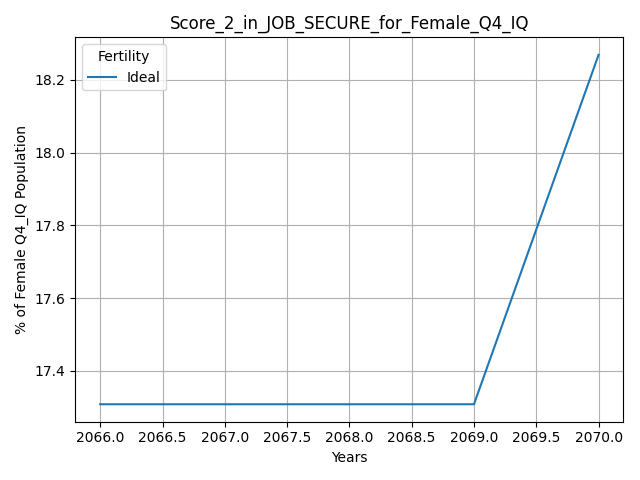 Score_2_in_JOB_SECURE_for_Female_Q4_IQ
Fertility
Ideal
% of Female Q4_IQ Population
18.2
18.0
17.8
17.6
17.4
2066.0 2066.5 2067.0 2067.5 2068.0 2068.5 2069.0 2069.5 2070.0
Years